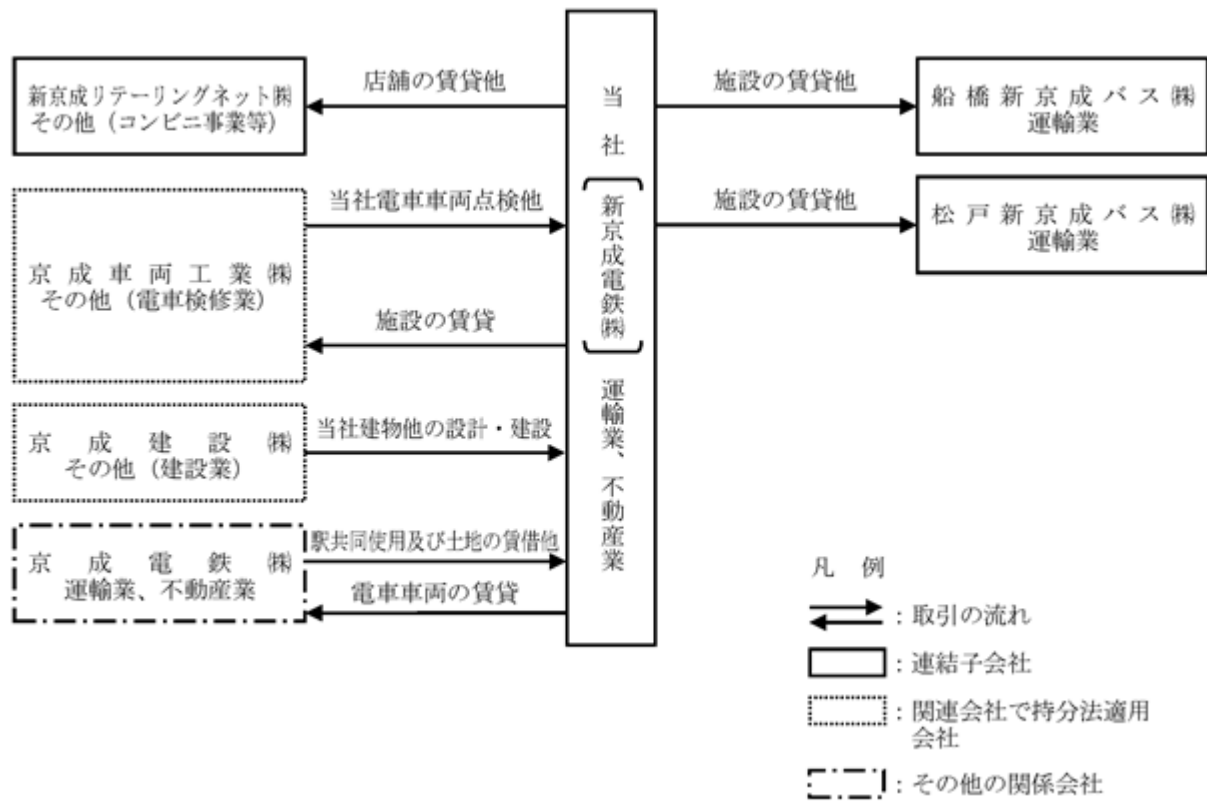 店舗の賃貸他
新京成リテーリングネット㈱
その他（コンビニ事業等）
当社電車車両点検他
京成車両工業㈱
その他（電車検修業）
施設の賃貸
当社建物他の設計・建設
京成建設㈱
その他（建設業）
駅共同使用及び土地の賃借他
京成電鉄㈱
運輸業、不動産業
電車車両の賃貸
当社
新京成電鉄㈱
運輸業、不動産業
施設の賃貸他
船橋新京成バス㈱
運輸業
施設の賃貸他
松戸新京成バス㈱
運輸業
凡例
：取引の流れ
：連結子会社
：関連会社で持分法適用
会社
：その他の関係会社